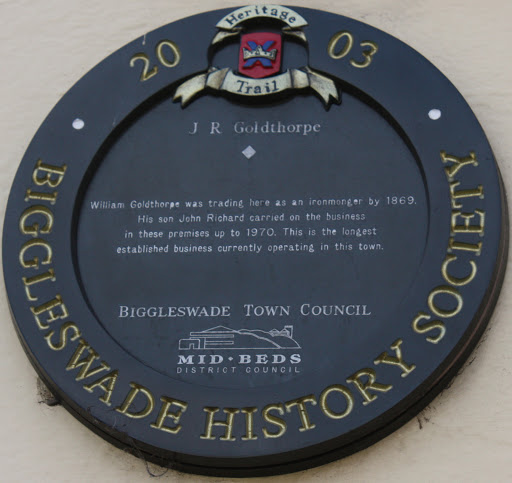 Heritage
Trail
20 03
J R Goldthorpe
William Goldthorpe was trading here as an ironmonger by 1869.
His son John Richard carried on the business
in these premises up to 1970. This is the longest
established business currently operating in this town.
BIGGLESWADE TOWN COUNCIL
MID·BEDS
DISTRICT COUNCIL
BIGGLESWADE HISTORY SOCIETY